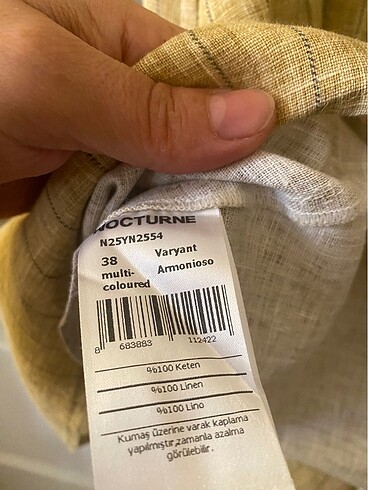 NOCTURNE
N25YN2554
38 Varyant
multi- Armonioso
coloured
8 683883 112422
%100 Keten
%100 Linen
%100 Lino
Kumaş üzerine varak kaplama
yapılmıştır,zamanla azalma
görülebilir.